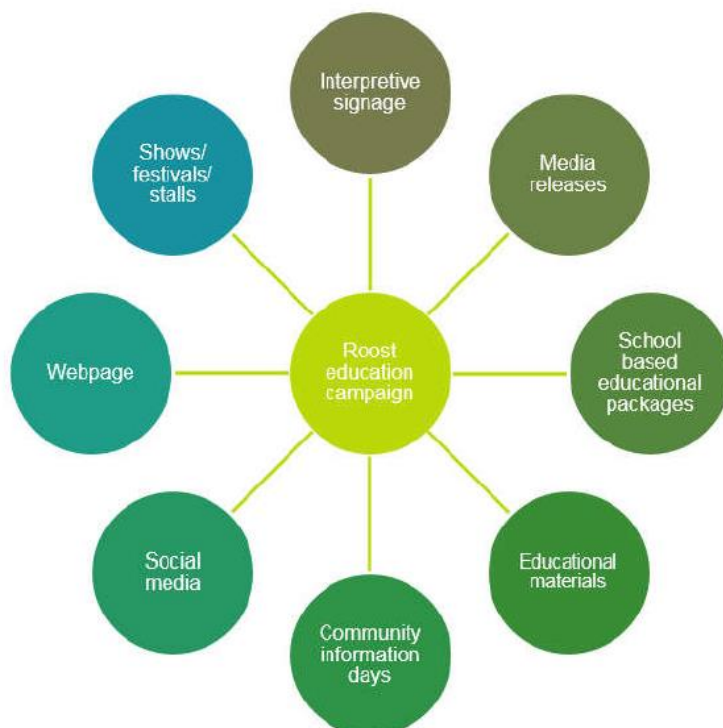 Interpretive
signage
Media
releases
School
based
educational
packages
Educational
materials
Community
information
days
Social
media
Webpage
Shows/
festivals/
stalls
Roost
education
campaign